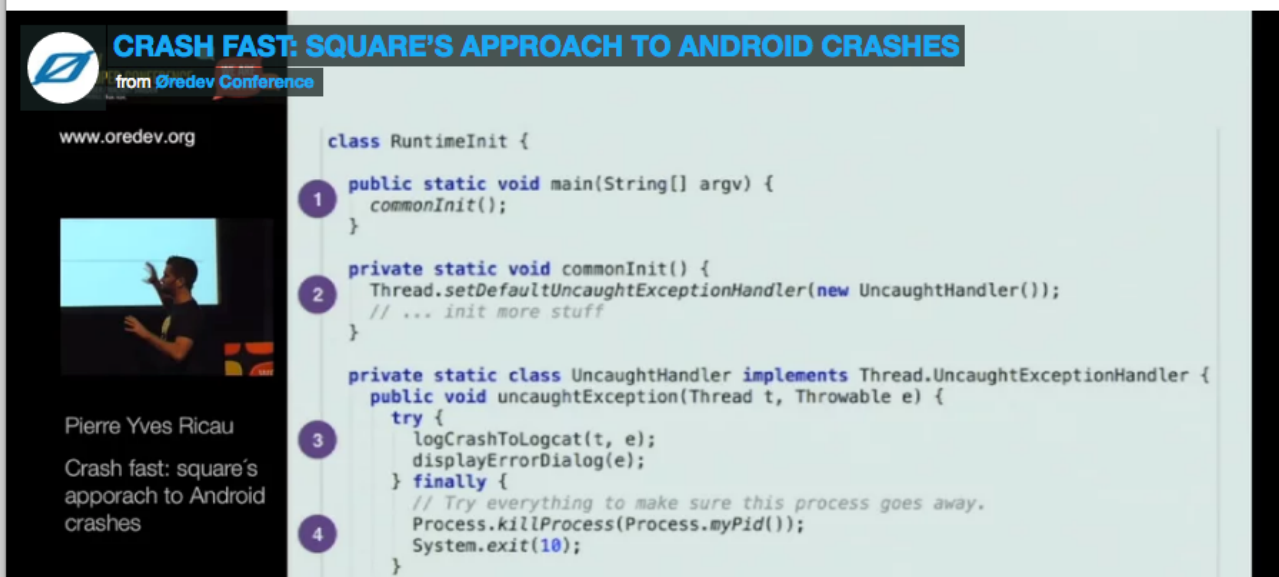 CRASH FAST: SQUARE'S APPROACH TO ANDROID CRASHES
from Øredev Conference
www.oredev.org
Pierre Yves Ricau
Crash fast: square´s
apporach to Android
crashes
class RuntimeInit {
1
public static void main(String[] argv) {
commonInit();
}
2
private static void commonInit() {
Thread.setDefaultUncaughtExceptionHandler(new UncaughtHandler());
// ... init more stuff
}
private static class UncaughtHandler implements Thread.UncaughtExceptionHandler {
public void uncaughtException(Thread t, Throwable e) {
try {
3
logCrashToLogcat(t, e);
displayErrorDialog(e);
} finally {
// Try everything to make sure this process goes away.
4
Process.killProcess(Process.myPid());
System.exit(10);
}